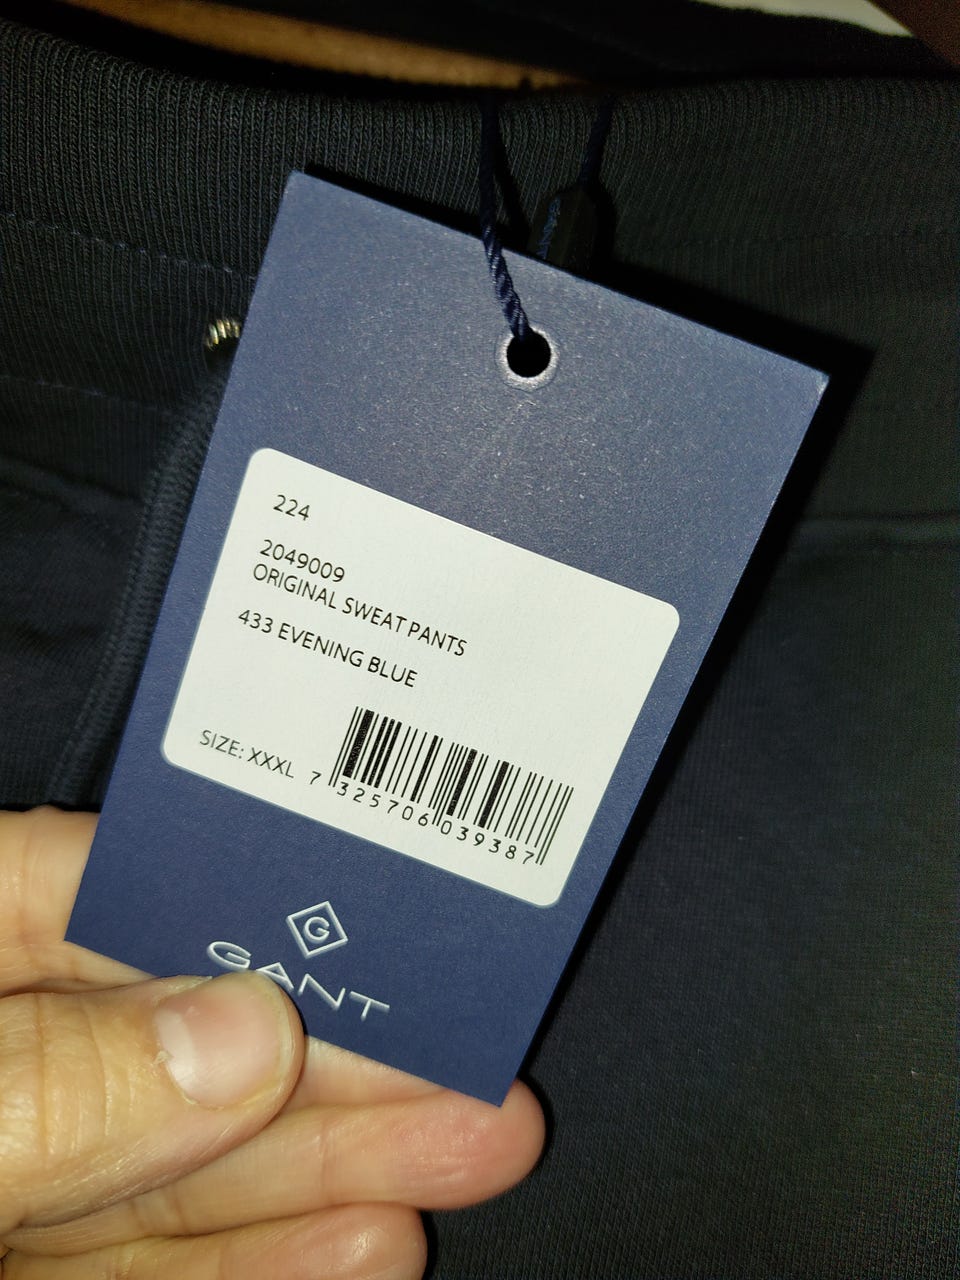 224
2049009
ORIGINAL SWEAT PANTS
433 EVENING BLUE
SIZE: XXXL
7 325706 039387
G
GANT